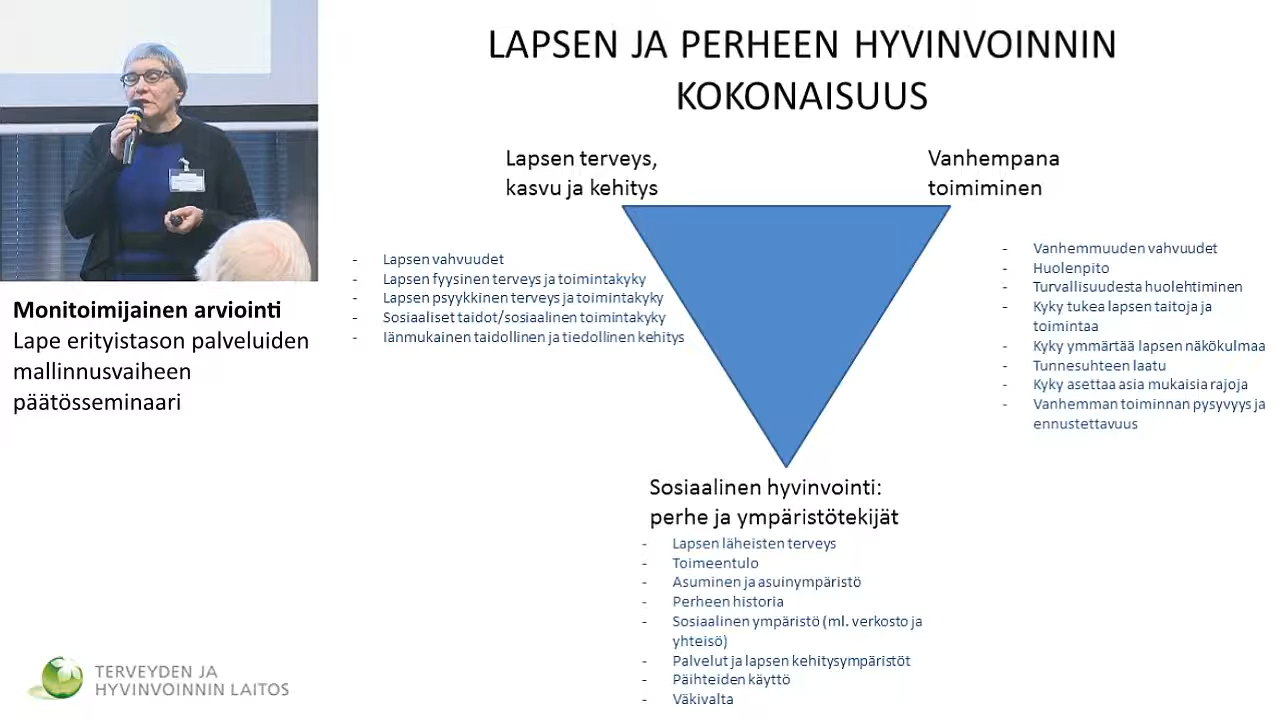 LAPSEN JA PERHEEN HYVINVOINNIN
KOKONAISUUS
Lapsen terveys,
kasvu ja kehitys
Vanhempana
toimiminen
- Lapsen vahvuudet
- Lapsen fyysinen terveys ja toimintakyky
- Lapsen psyykkinen terveys ja toimintakyky
- Sosiaaliset taidot/sosiaalinen toimintakyky
- Iänmukainen taidollinen ja tiedollinen kehitys
- Vanhemmuuden vahvuudet
- Huolenpito
- Turvallisuudesta huolehtiminen
- Kyky tukea lapsen taitoja ja
toimintaa
- Kyky ymmärtää lapsen näkökulmaa
- Tunnesuhteen laatu
- Kyky asettaa asia mukaisia rajoja
- Vanhemman toiminnan pysyvyys ja
ennustettavuus
Monitoimijainen arviointi
Lape erityistason palveluiden
mallinnusvaiheen
päätösseminaari
Sosiaalinen hyvinvointi:
perhe ja ympäristötekijät
- Lapsen läheisten terveys
- Toimeentulo
- Asuminen ja asuinympäristö
- Perheen historia
- Sosiaalinen ympäristö (ml. verkosto ja
yhteisö)
- Palvelut ja lapsen kehitysympäristöt
- Päihteiden käyttö
- Väkivalta
TERVEYDEN JA
HYVINVOINNIN LAITOS